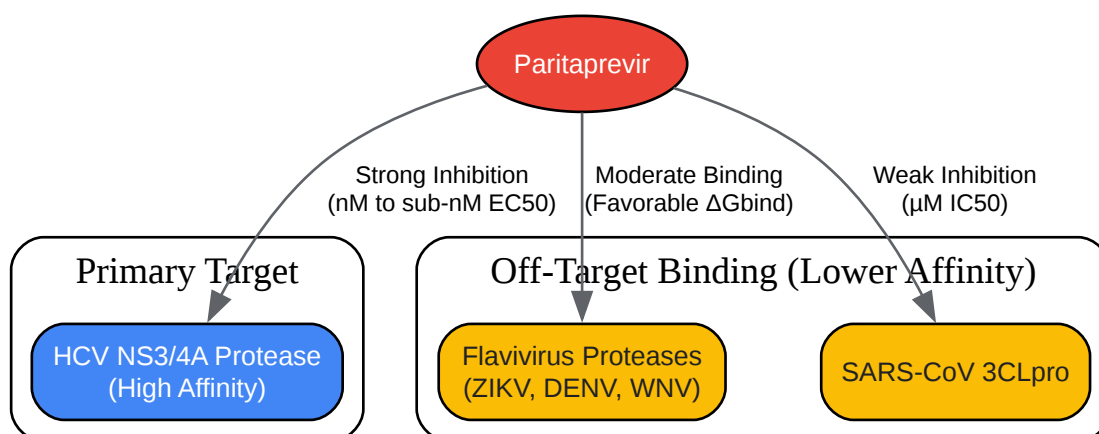 Paritaprevir
Strong Inhibition
(nM to sub-nM EC50)
Moderate Binding
(Favorable ΔGbind)
Weak Inhibition
(µM IC50)
Primary Target
Off-Target Binding (Lower Affinity)
HCV NS3/4A Protease
(High Affinity)
Flavivirus Proteases
(ZIKV, DENV, WNV)
SARS-CoV 3CLpro